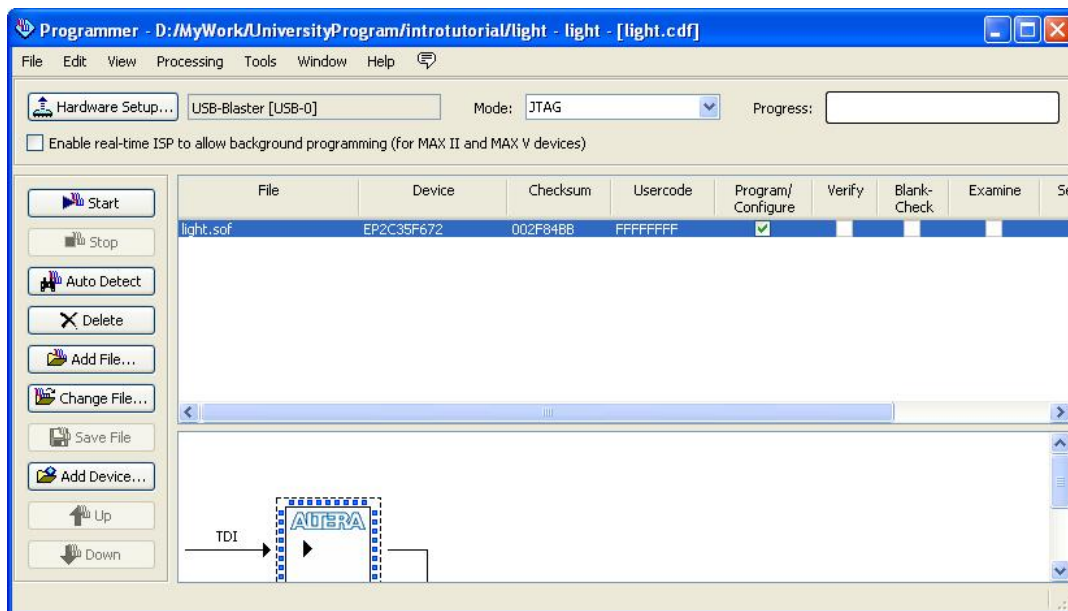 Programmer - D:/MyWork/UniversityProgram/introtutorial/light - light - [light.cdf]
File Edit View Processing Tools Window Help
Hardware Setup... USB-Blaster [USB-0] Mode: JTAG Progress:
Enable real-time ISP to allow background programming (for MAX II and MAX V devices)
File Device Checksum Usercode Program/ Verify Blank- Examine Se
Configure Check
light.sof EP2C35F672 002F84BB FFFFFFFF
Start
Stop
Auto Detect
Delete
Add File...
Change File...
Save File
Add Device...
Up
Down
ALTERA
TDI